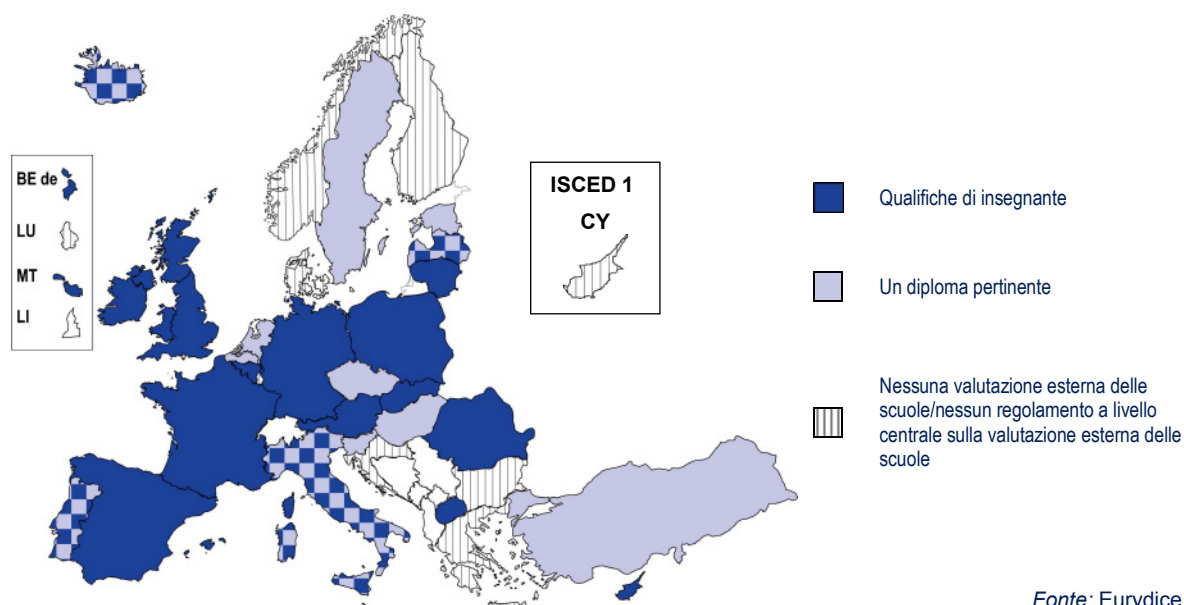 BE de
LU
MT
LI
ISCED 1
CY
Qualifiche di insegnante
Un diploma pertinente
Nessuna valutazione esterna delle
scuole/nessun regolamento a livello
centrale sulla valutazione esterna delle
scuole
Fonte: Eurydice